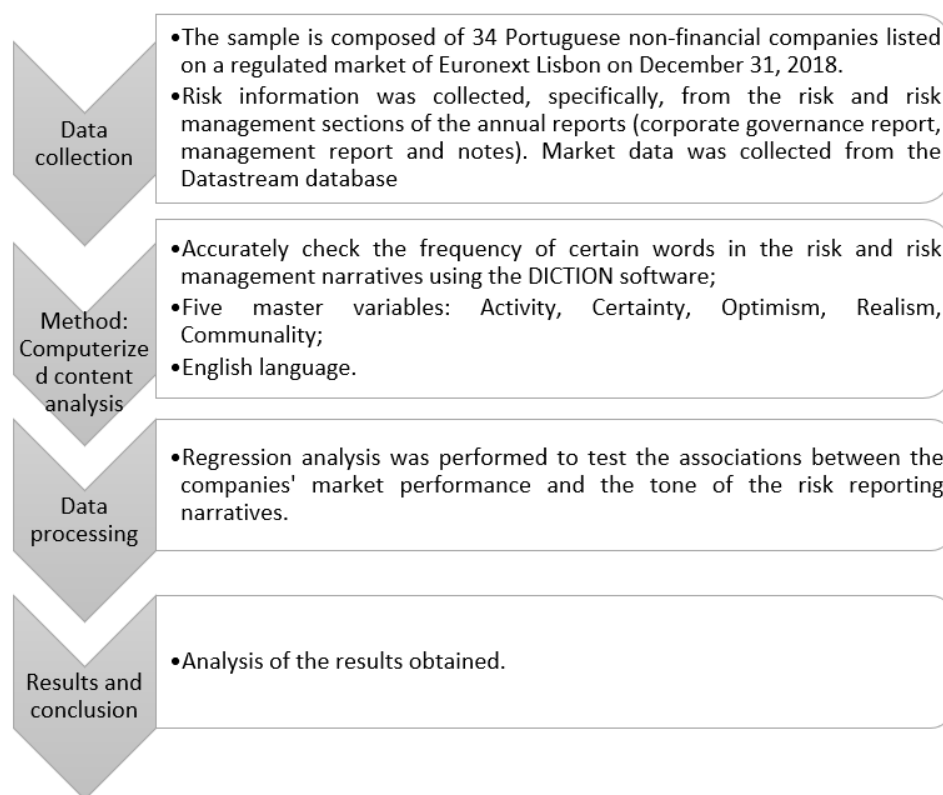 Data
collection
•The sample is composed of 34 Portuguese non-financial companies listed
on a regulated market of Euronext Lisbon on December 31, 2018.
•Risk information was collected, specifically, from the risk and risk
management sections of the annual reports (corporate governance report,
management report and notes). Market data was collected from the
Datastream database
Method:
Computerize
d content
analysis
•Accurately check the frequency of certain words in the risk and risk
management narratives using the DICTION software;
•Five master variables: Activity, Certainty, Optimism, Realism,
Communality;
•English language.
Data
processing
•Regression analysis was performed to test the associations between the
companies' market performance and the tone of the risk reporting
narratives.
Results and
conclusion
•Analysis of the results obtained.